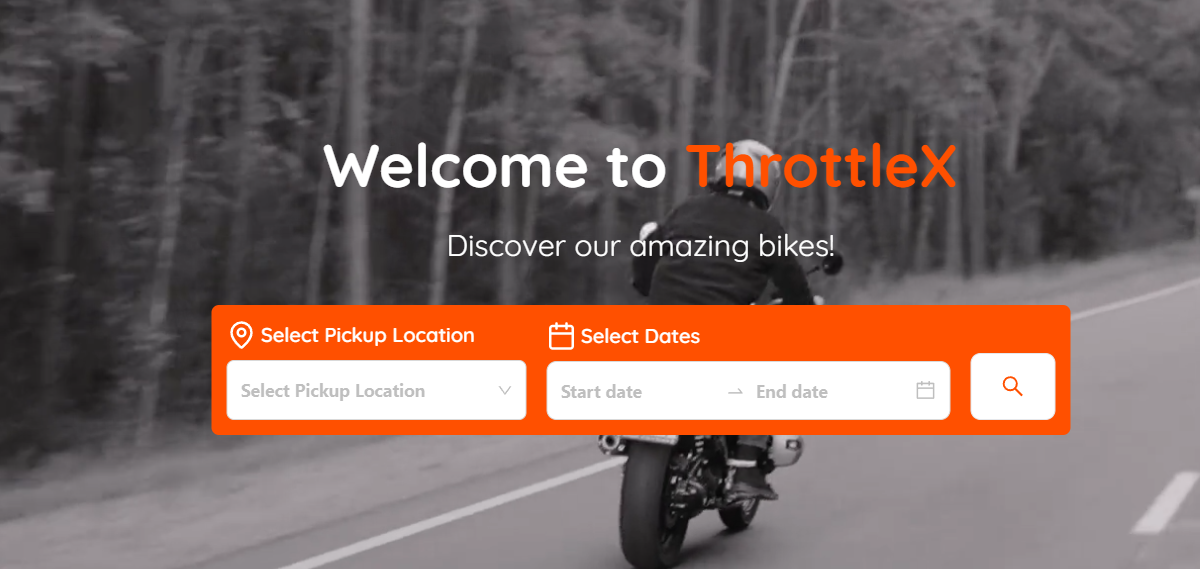 Welcome to ThrottleX
Discover our amazing bikes!
Select Pickup Location
Select Dates
Select Pickup Location
Start date
End date